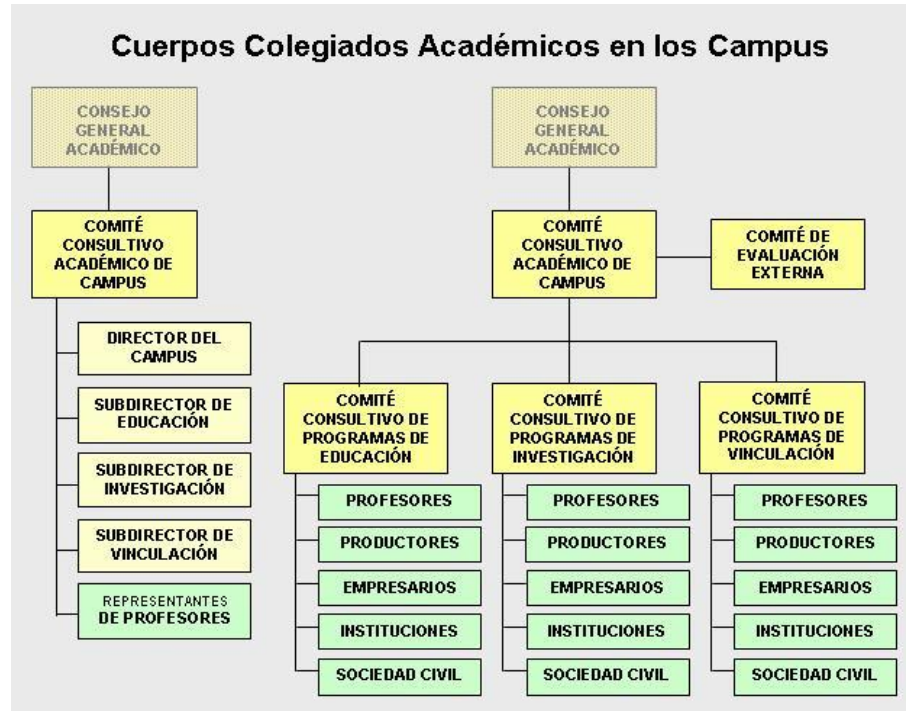 Cuerpos Colegiados Académicos en los Campus
CONSEJO
GENERAL
ACADÉMICO
COMITÉ
CONSULTIVO
ACADÉMICO DE
CAMPUS
DIRECTOR DEL
CAMPUS
SUBDIRECTOR DE
EDUCACIÓN
SUBDIRECTOR DE
INVESTIGACIÓN
SUBDIRECTOR DE
VINCULACIÓN
REPRESENTANTES
DE PROFESORES
CONSEJO
GENERAL
ACADÉMICO
COMITÉ
CONSULTIVO
ACADÉMICO DE
CAMPUS
COMITÉ DE
EVALUACIÓN
EXTERNA
COMITÉ
CONSULTIVO DE
PROGRAMAS DE
EDUCACIÓN
PROFESORES
PRODUCTORES
EMPRESARIOS
INSTITUCIONES
SOCIEDAD CIVIL
COMITÉ
CONSULTIVO DE
PROGRAMAS DE
INVESTIGACIÓN
PROFESORES
PRODUCTORES
EMPRESARIOS
INSTITUCIONES
SOCIEDAD CIVIL
COMITÉ
CONSULTIVO DE
PROGRAMAS DE
VINCULACIÓN
PROFESORES
PRODUCTORES
EMPRESARIOS
INSTITUCIONES
SOCIEDAD CIVIL